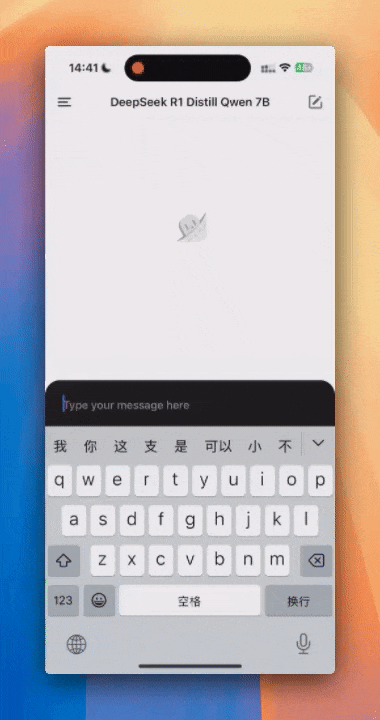 14:41
DeepSeek R1 Distill Qwen 7B
Type your message here
我 你 这 支 是 可以 小 不
q w e r t y u i o p
a s d f g h j k l
z x c v b n m
123 空格 换行